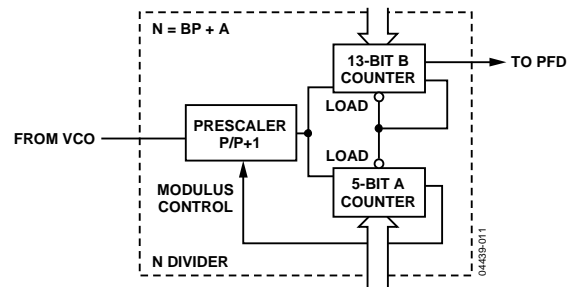 N = BP + A
13-BIT B
COUNTER
TO PFD
LOAD
PRESCALER
P/P+1
FROM VCO
LOAD
MODULUS
CONTROL
5-BIT A
COUNTER
N DIVIDER
04439-011